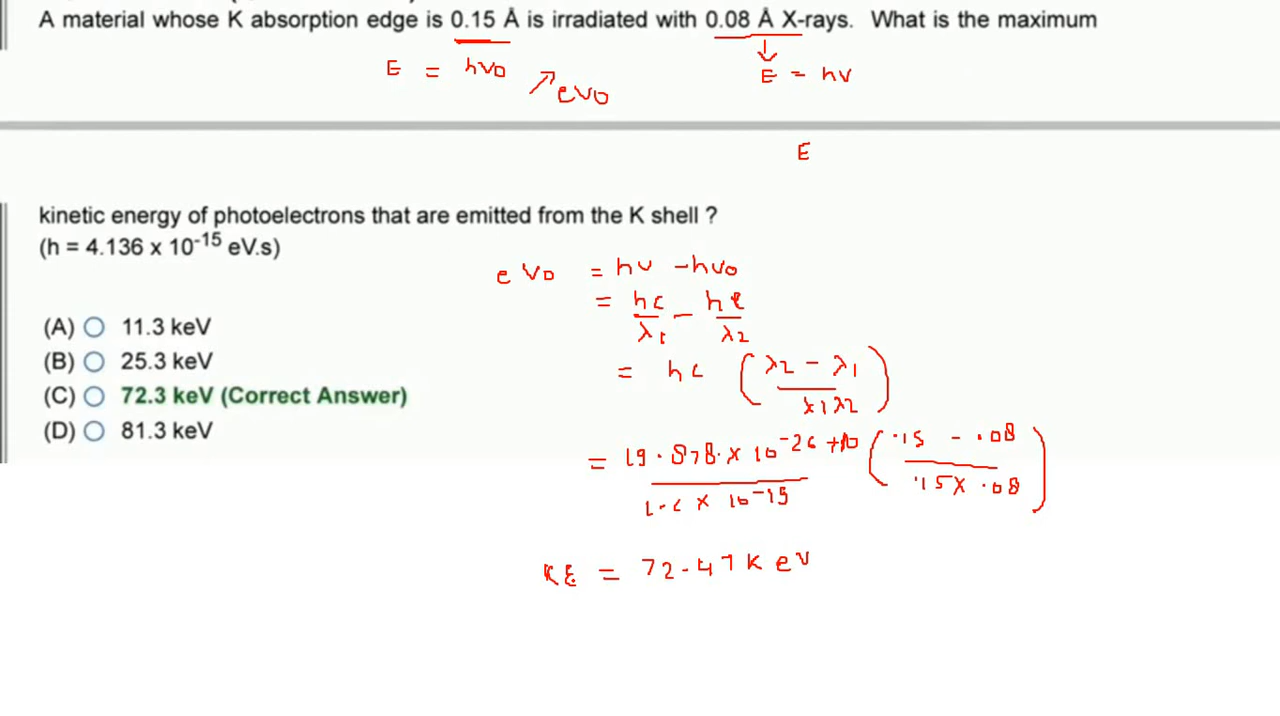 A material whose K absorption edge is 0.15 Å is irradiated with 0.08 Å X-rays. What is the maximum
E = hν0 ↗ eV0
E = hν
E
kinetic energy of photoelectrons that are emitted from the K shell ?
(h = 4.136 x 10⁻¹⁵ eV.s)
(A) 11.3 keV
(B) 25.3 keV
(C) 72.3 keV (Correct Answer)
(D) 81.3 keV
eV0 = hν - hν0
= hc/λ1 - hc/λ2
= hc (λ2 - λ1 / λ1λ2)
= 19.878 × 10⁻²⁶⁺¹⁰ / 1.6 × 10⁻¹⁵ (.15 - .08 / .15 × .08)
KE = 72.47 KeV